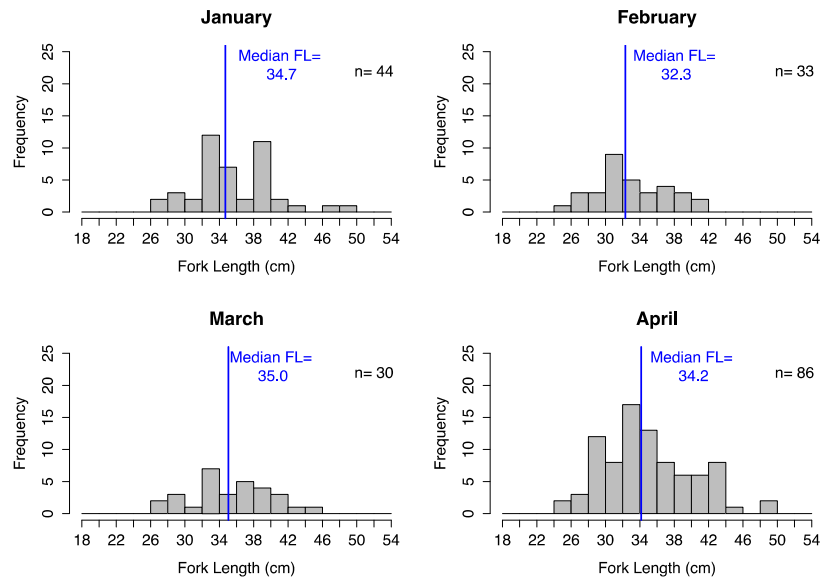 January
25
20
15
10
5
0
Frequency
Median FL=
34.7
n= 44
18 22 26 30 34 38 42 46 50 54
Fork Length (cm)
February
25
20
15
10
5
0
Frequency
Median FL=
32.3
n= 33
18 22 26 30 34 38 42 46 50 54
Fork Length (cm)
March
25
20
15
10
5
0
Frequency
Median FL=
35.0
n= 30
18 22 26 30 34 38 42 46 50 54
Fork Length (cm)
April
25
20
15
10
5
0
Frequency
Median FL=
34.2
n= 86
18 22 26 30 34 38 42 46 50 54
Fork Length (cm)